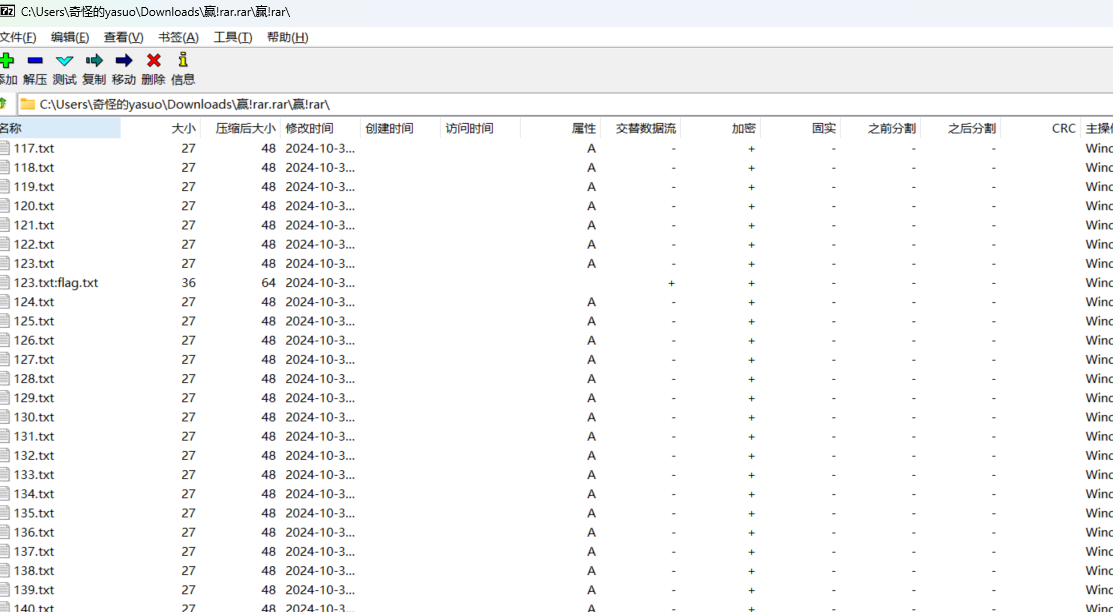 C:\Users\奇怪的yasuo\Downloads\赢!rar.rar\赢!rar\
文件(F) 编辑(E) 查看(V) 书签(A) 工具(T) 帮助(H)
添加 解压 测试 复制 移动 删除 信息
C:\Users\奇怪的yasuo\Downloads\赢!rar.rar\赢!rar\
名称 大小 压缩后大小 修改时间 创建时间 访问时间 属性 交替数据流 加密 固实 之前分割 之后分割 CRC 主操作
117.txt 27 48 2024-10-3... A - + - - - Wind
118.txt 27 48 2024-10-3... A - + - - - Wind
119.txt 27 48 2024-10-3... A - + - - - Wind
120.txt 27 48 2024-10-3... A - + - - - Wind
121.txt 27 48 2024-10-3... A - + - - - Wind
122.txt 27 48 2024-10-3... A - + - - - Wind
123.txt 27 48 2024-10-3... A - + - - - Wind
123.txt:flag.txt 36 64 2024-10-3... + + - - - Wind
124.txt 27 48 2024-10-3... A - + - - - Wind
125.txt 27 48 2024-10-3... A - + - - - Wind
126.txt 27 48 2024-10-3... A - + - - - Wind
127.txt 27 48 2024-10-3... A - + - - - Wind
128.txt 27 48 2024-10-3... A - + - - - Wind
129.txt 27 48 2024-10-3... A - + - - - Wind
130.txt 27 48 2024-10-3... A - + - - - Wind
131.txt 27 48 2024-10-3... A - + - - - Wind
132.txt 27 48 2024-10-3... A - + - - - Wind
133.txt 27 48 2024-10-3... A - + - - - Wind
134.txt 27 48 2024-10-3... A - + - - - Wind
135.txt 27 48 2024-10-3... A - + - - - Wind
136.txt 27 48 2024-10-3... A - + - - - Wind
137.txt 27 48 2024-10-3... A - + - - - Wind
138.txt 27 48 2024-10-3... A - + - - - Wind
139.txt 27 48 2024-10-3... A - + - - - Wind
140.txt 27 48 2024-10-3... A - + - - - Wind